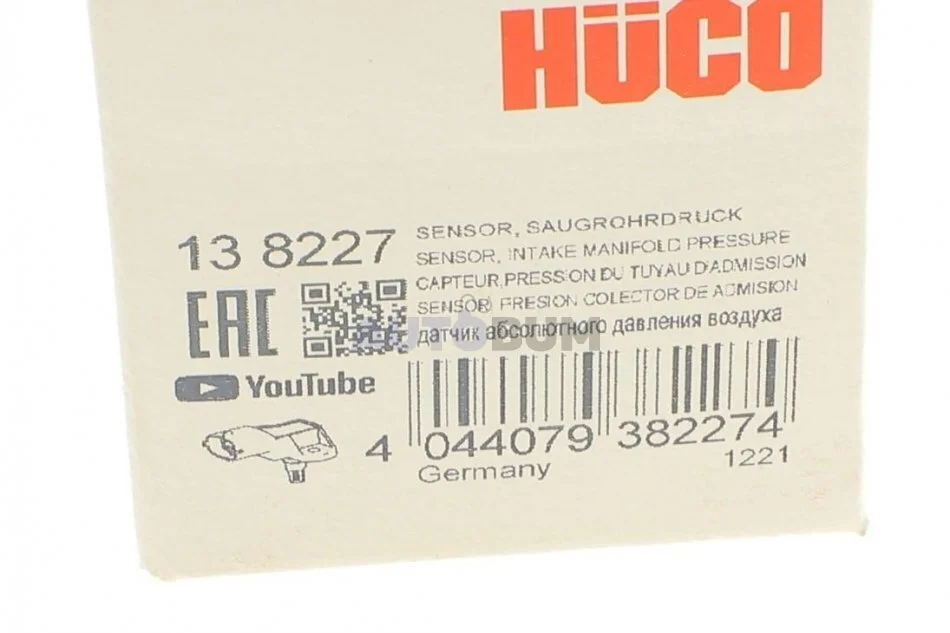 HÜCO
13 8227
SENSOR, SAUGROHRDRUCK
SENSOR, INTAKE MANIFOLD PRESSURE
CAPTEUR,PRESSION DU TUYAU D'ADMISSION
SENSOR, PRESION COLECTOR DE ADMISION
датчик абсолютного давления воздуха
EAC
AUTOBUM
YouTube
4 044079 382274
Germany
1221